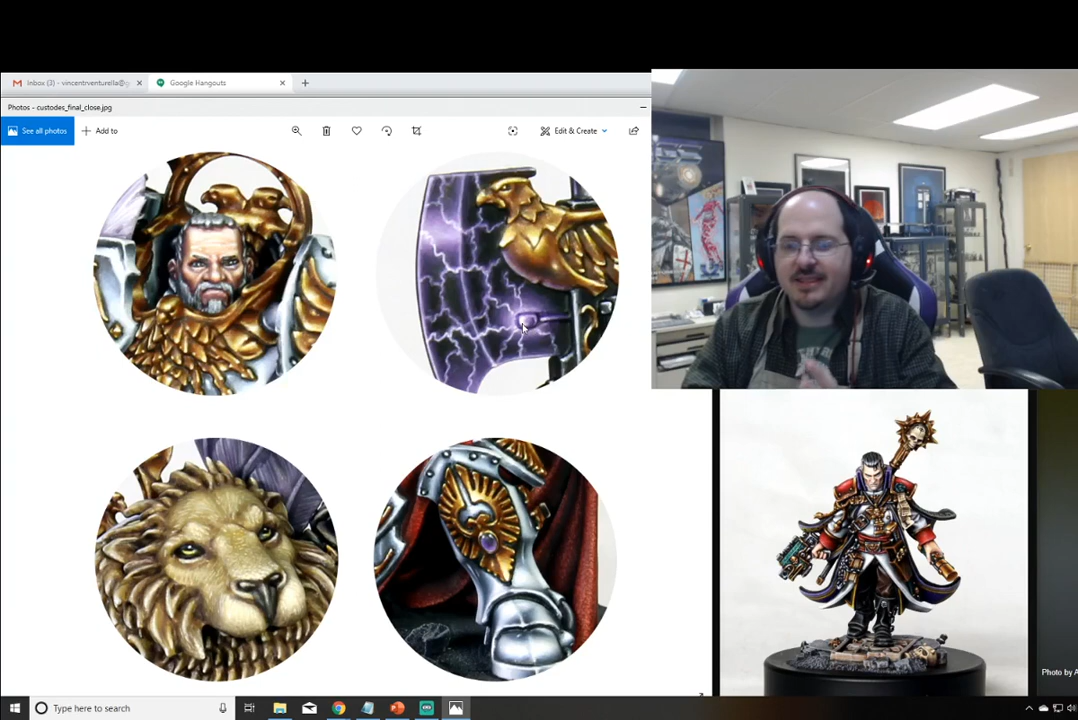 Inbox (3) - vincentrventurella@g
Google Hangouts
Photos - custodes_final_close.jpg
See all photos
Add to
Edit & Create
Photo by A
Type here to search